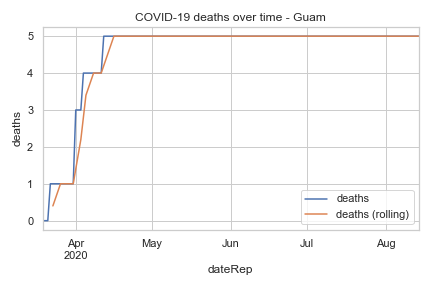 COVID-19 deaths over time - Guam
deaths
5
4
3
2
1
0
deaths
deaths (rolling)
Apr May Jun Jul Aug
2020
dateRep